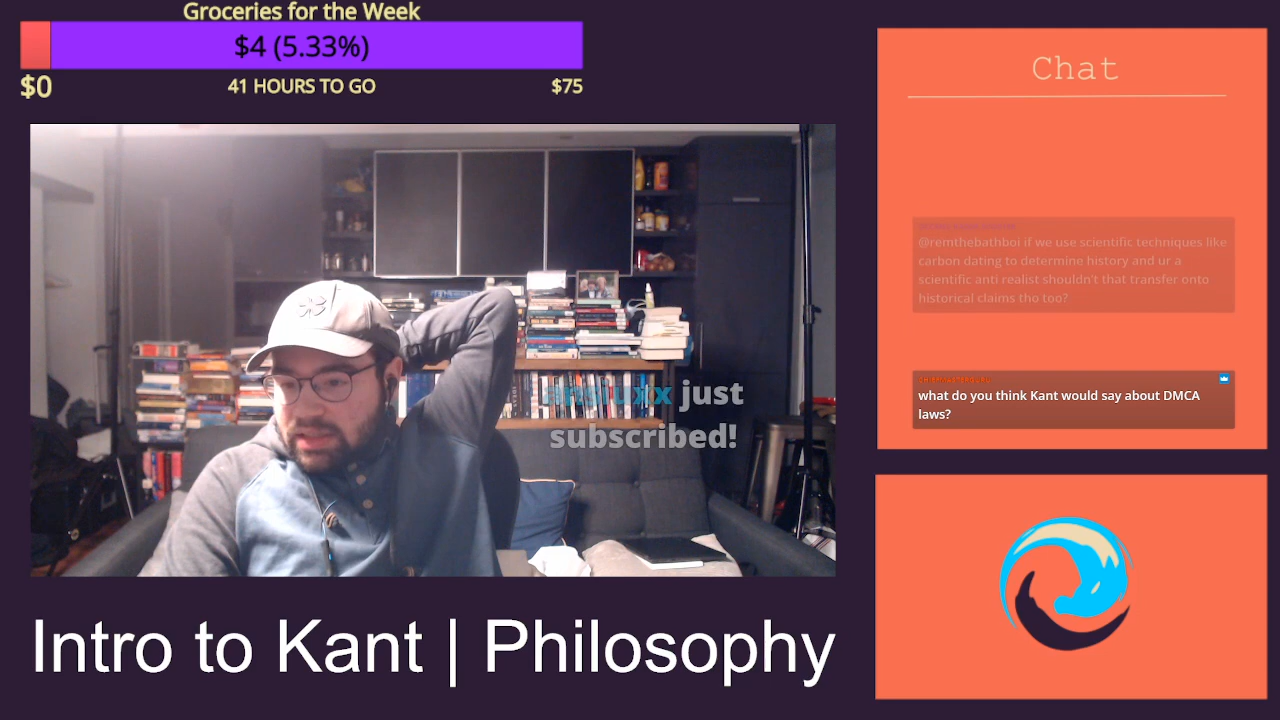 Groceries for the Week
$4 (5.33%)
$0
41 HOURS TO GO
$75
Chat
@remthebathboi if we use scientific techniques like
carbon dating to determine history and ur a
scientific anti realist shouldn't that transfer onto
historical claims tho too?
what do you think Kant would say about DMCA
laws?
just
subscribed!
Intro to Kant | Philosophy